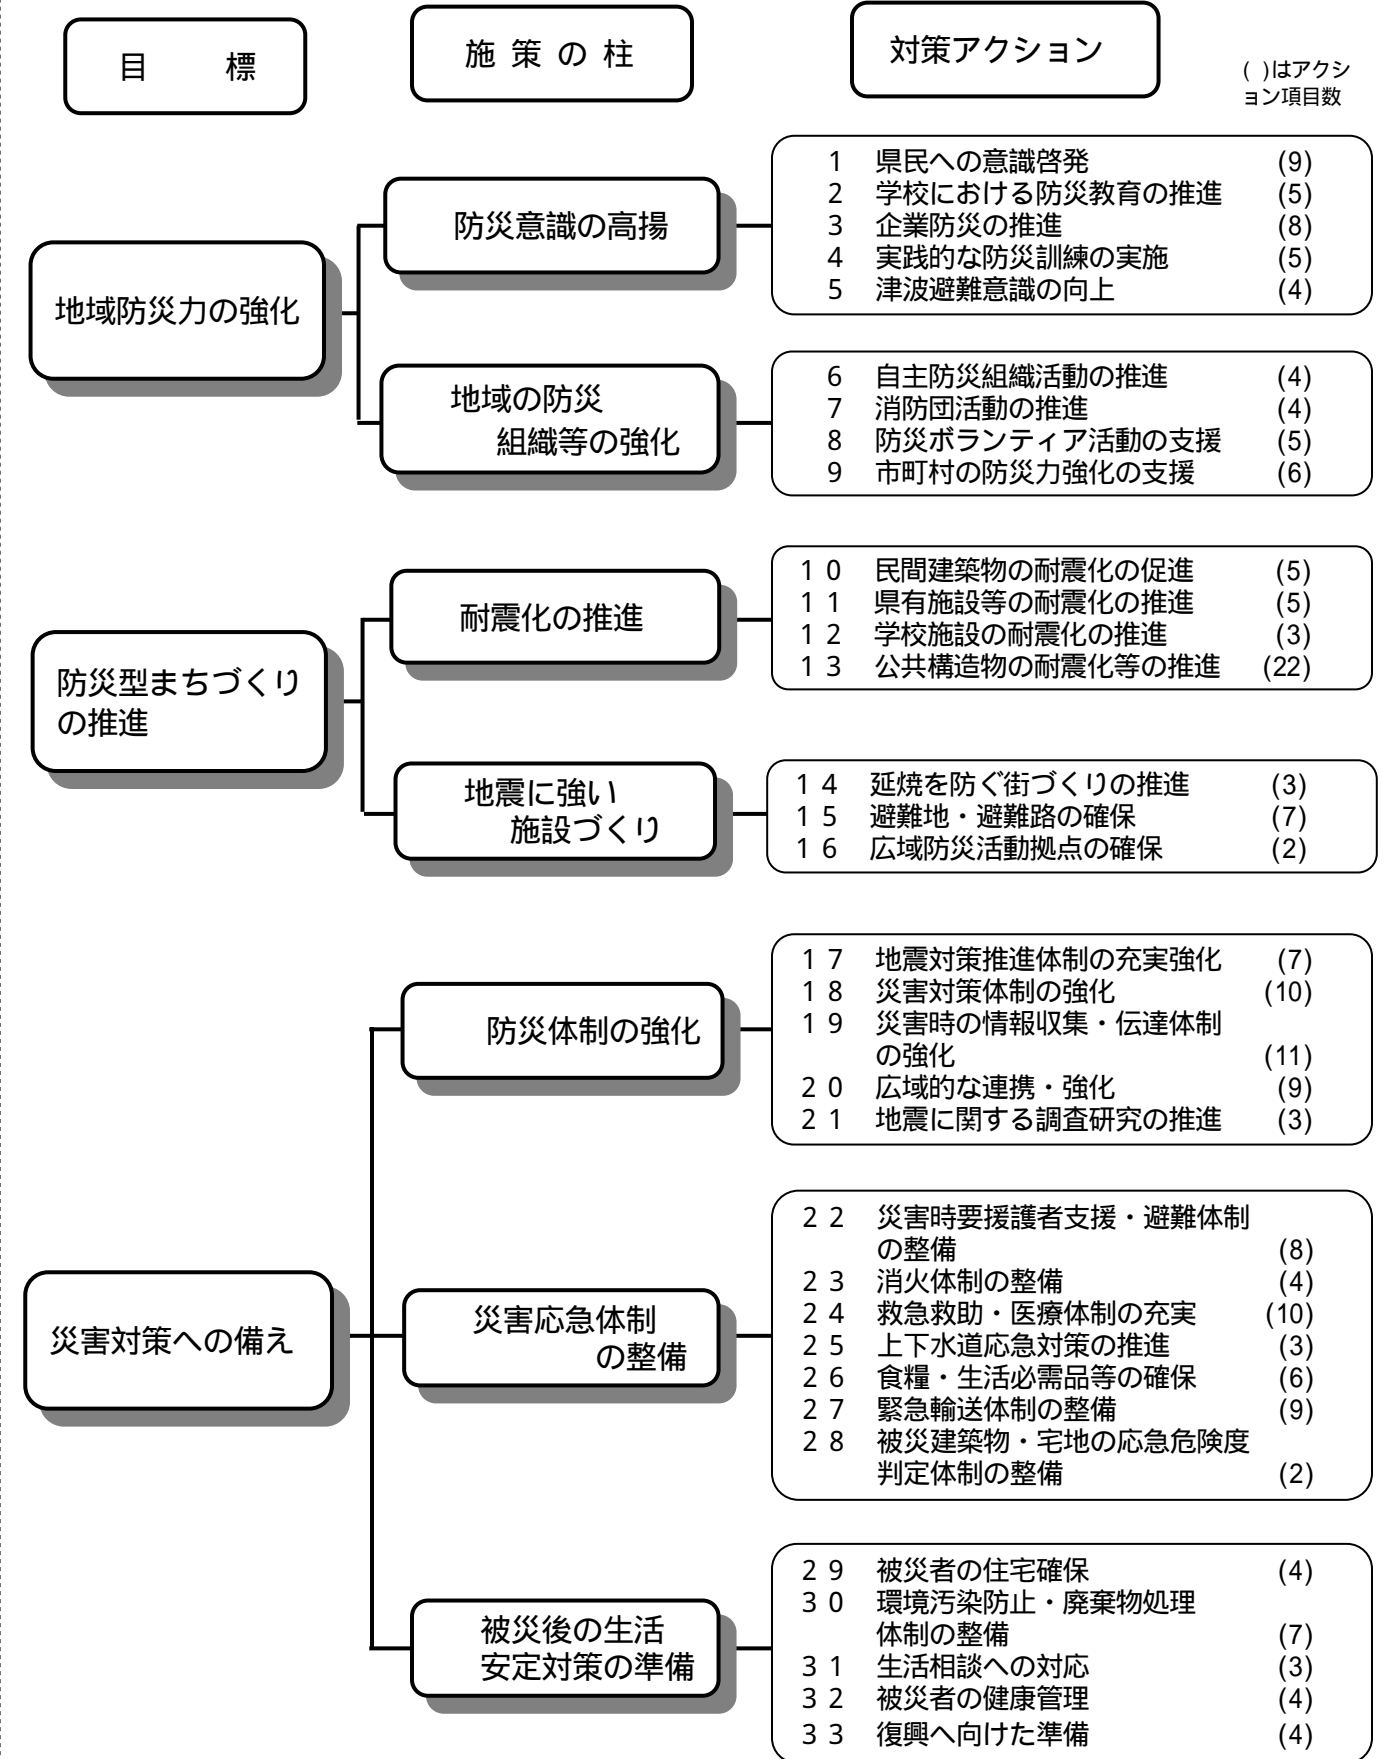 目　　標
施 策 の 柱
対策アクション
( )はアクシ
ョン項目数
地域防災力の強化
防災意識の高揚
1 県民への意識啓発 (9)
2 学校における防災教育の推進 (5)
3 企業防災の推進 (8)
4 実践的な防災訓練の実施 (5)
5 津波避難意識の向上 (4)
地域の防災
組織等の強化
6 自主防災組織活動の推進 (4)
7 消防団活動の推進 (4)
8 防災ボランティア活動の支援 (5)
9 市町村の防災力強化の支援 (6)
防災型まちづくり
の推進
耐震化の推進
10 民間建築物の耐震化の促進 (5)
11 県有施設等の耐震化の推進 (5)
12 学校施設の耐震化の推進 (3)
13 公共構造物の耐震化等の推進 (22)
地震に強い
施設づくり
14 延焼を防ぐ街づくりの推進 (3)
15 避難地・避難路の確保 (7)
16 広域防災活動拠点の確保 (2)
災害対策への備え
防災体制の強化
17 地震対策推進体制の充実強化 (7)
18 災害対策体制の強化 (10)
19 災害時の情報収集・伝達体制
の強化 (11)
20 広域的な連携・強化 (9)
21 地震に関する調査研究の推進 (3)
災害応急体制
の整備
22 災害時要援護者支援・避難体制
の整備 (8)
23 消火体制の整備 (4)
24 救急救助・医療体制の充実 (10)
25 上下水道応急対策の推進 (3)
26 食糧・生活必需品等の確保 (6)
27 緊急輸送体制の整備 (9)
28 被災建築物・宅地の応急危険度
判定体制の整備 (2)
被災後の生活
安定対策の準備
29 被災者の住宅確保 (4)
30 環境汚染防止・廃棄物処理
体制の整備 (7)
31 生活相談への対応 (3)
32 被災者の健康管理 (4)
33 復興へ向けた準備 (4)